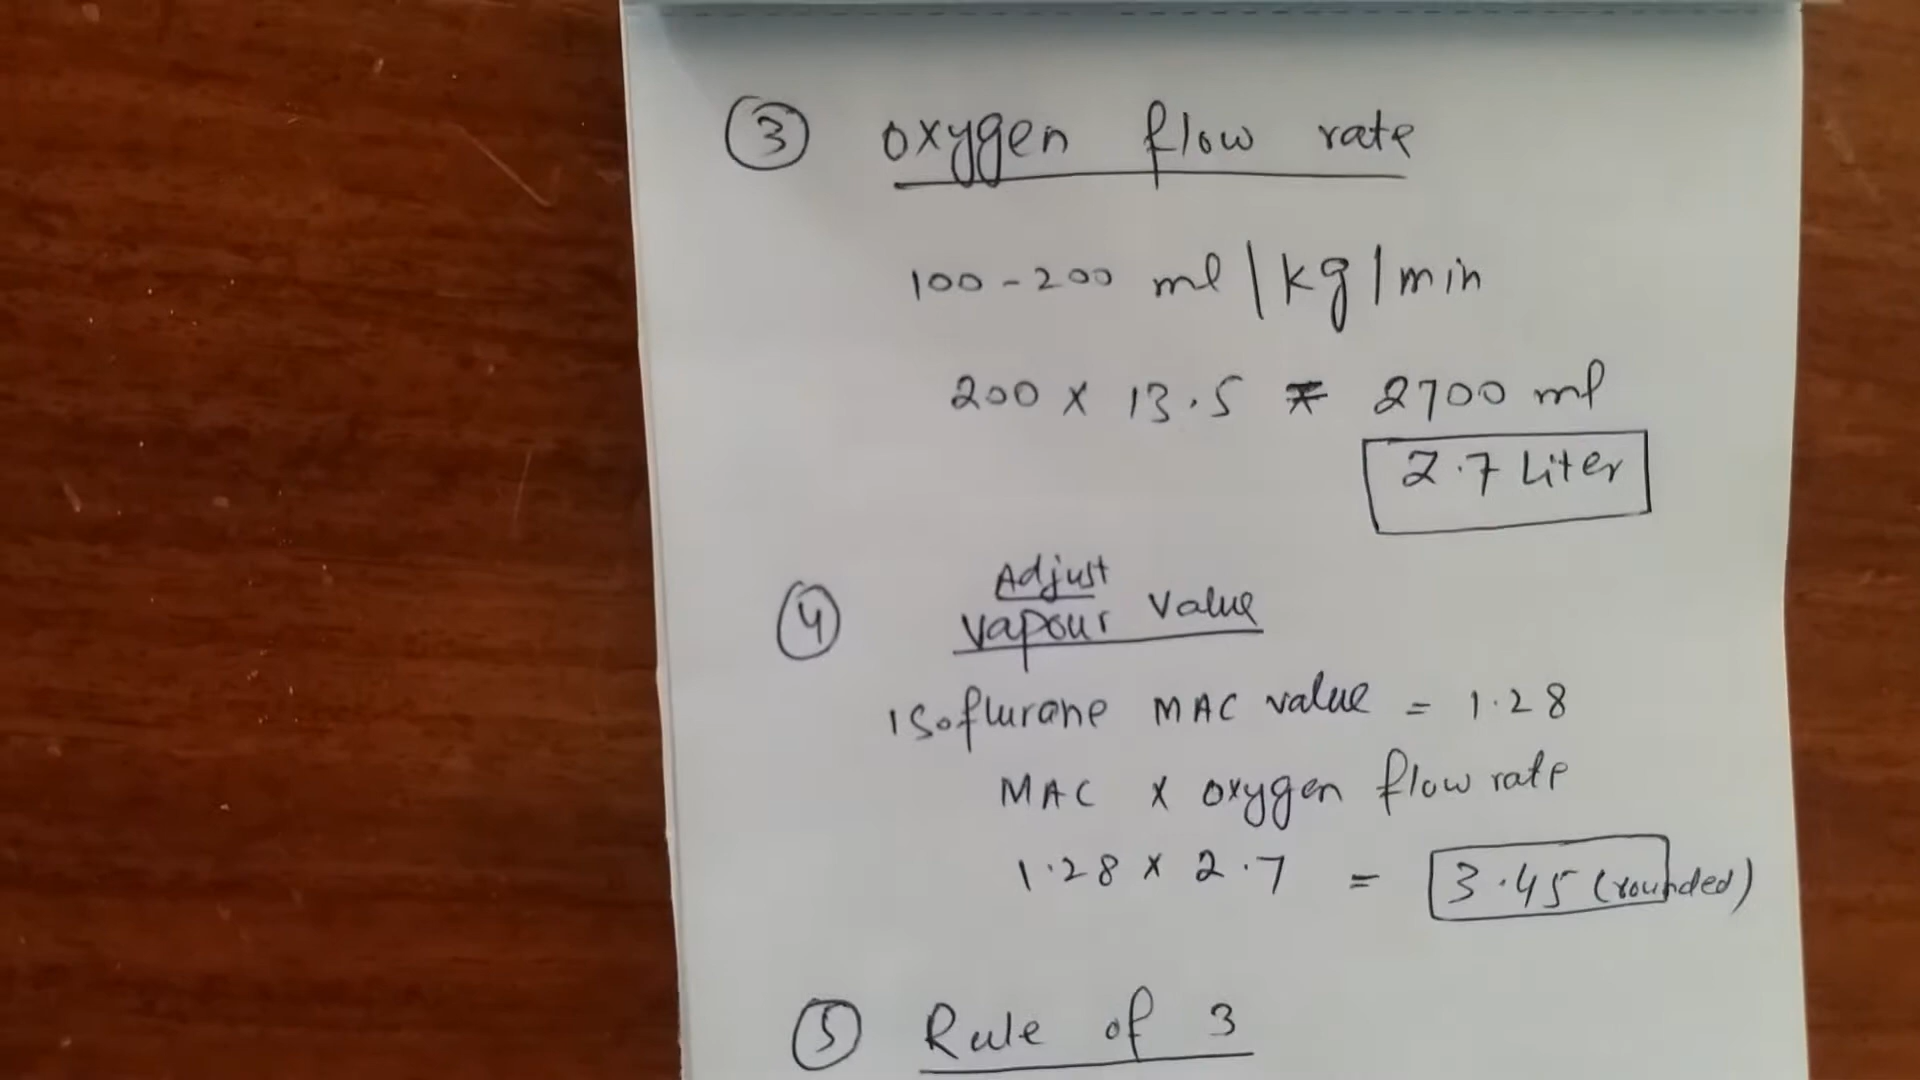 ③ oxygen flow rate
100-200 ml/kg/min
200 x 13.5 = 2700 ml
2.7 Liter
④ Adjust
Vapour Value
Isoflurane MAC value = 1.28
MAC x oxygen flow rate
1.28 x 2.7 = 3.45 (rounded)
⑤ Rule of 3